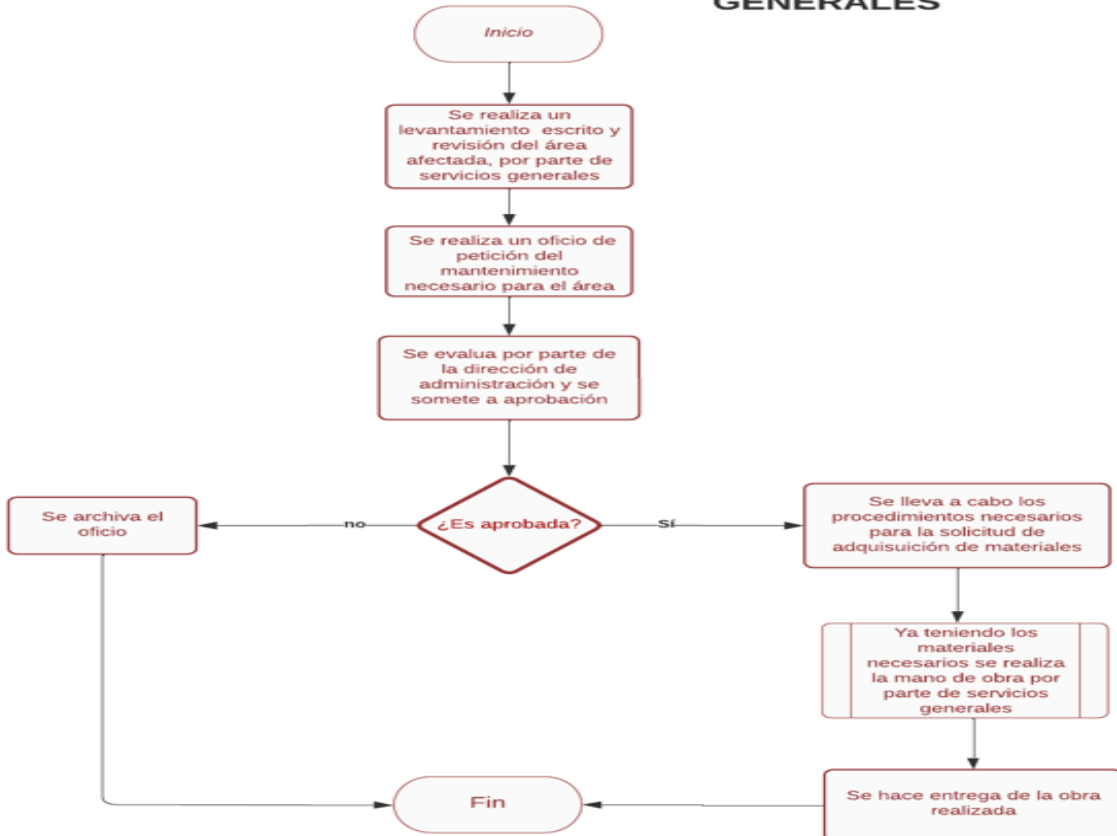 GENERALES
Inicio
Se realiza un
levantamiento escrito y
revisión del área
afectada, por parte de
servicios generales
Se realiza un oficio de
petición del
mantenimiento
necesario para el área
Se evalua por parte de
la dirección de
administración y se
somete a aprobación
¿Es aprobada?
no
Sí
Se archiva el
oficio
Se lleva a cabo los
procedimientos necesarios
para la solicitud de
adquisuición de materiales
Ya teniendo los
materiales
necesarios se realiza
la mano de obra por
parte de servicios
generales
Se hace entrega de la obra
realizada
Fin